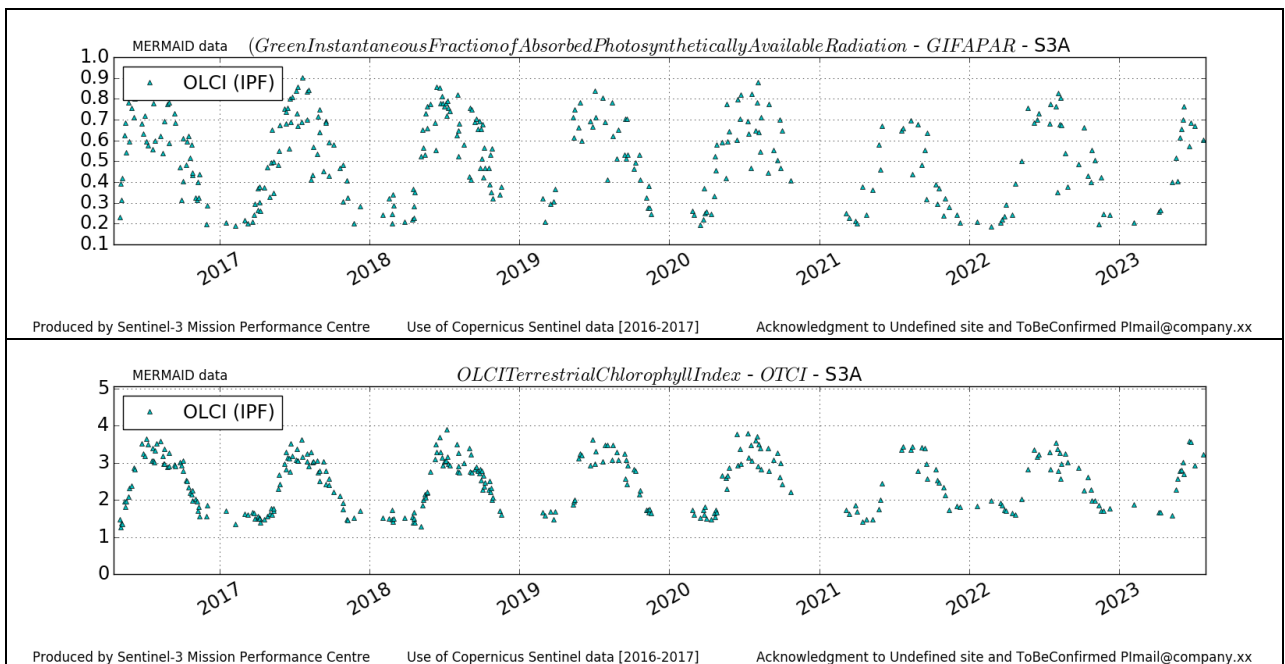 MERMAID data (GreenInstantaneousFractionofAbsorbedPhotosyntheticallyAvailableRadiation - GIFAPAR - S3A
1.0
0.9
0.8
0.7
0.6
0.5
0.4
0.3
0.2
0.1
OLCI (IPF)
2017 2018 2019 2020 2021 2022 2023
Produced by Sentinel-3 Mission Performance Centre Use of Copernicus Sentinel data [2016-2017] Acknowledgment to Undefined site and ToBeConfirmed PImail@company.xx
MERMAID data OLCITerrestrialChlorophyllIndex - OTCI - S3A
5
4
3
2
1
0
OLCI (IPF)
2017 2018 2019 2020 2021 2022 2023
Produced by Sentinel-3 Mission Performance Centre Use of Copernicus Sentinel data [2016-2017] Acknowledgment to Undefined site and ToBeConfirmed PImail@company.xx